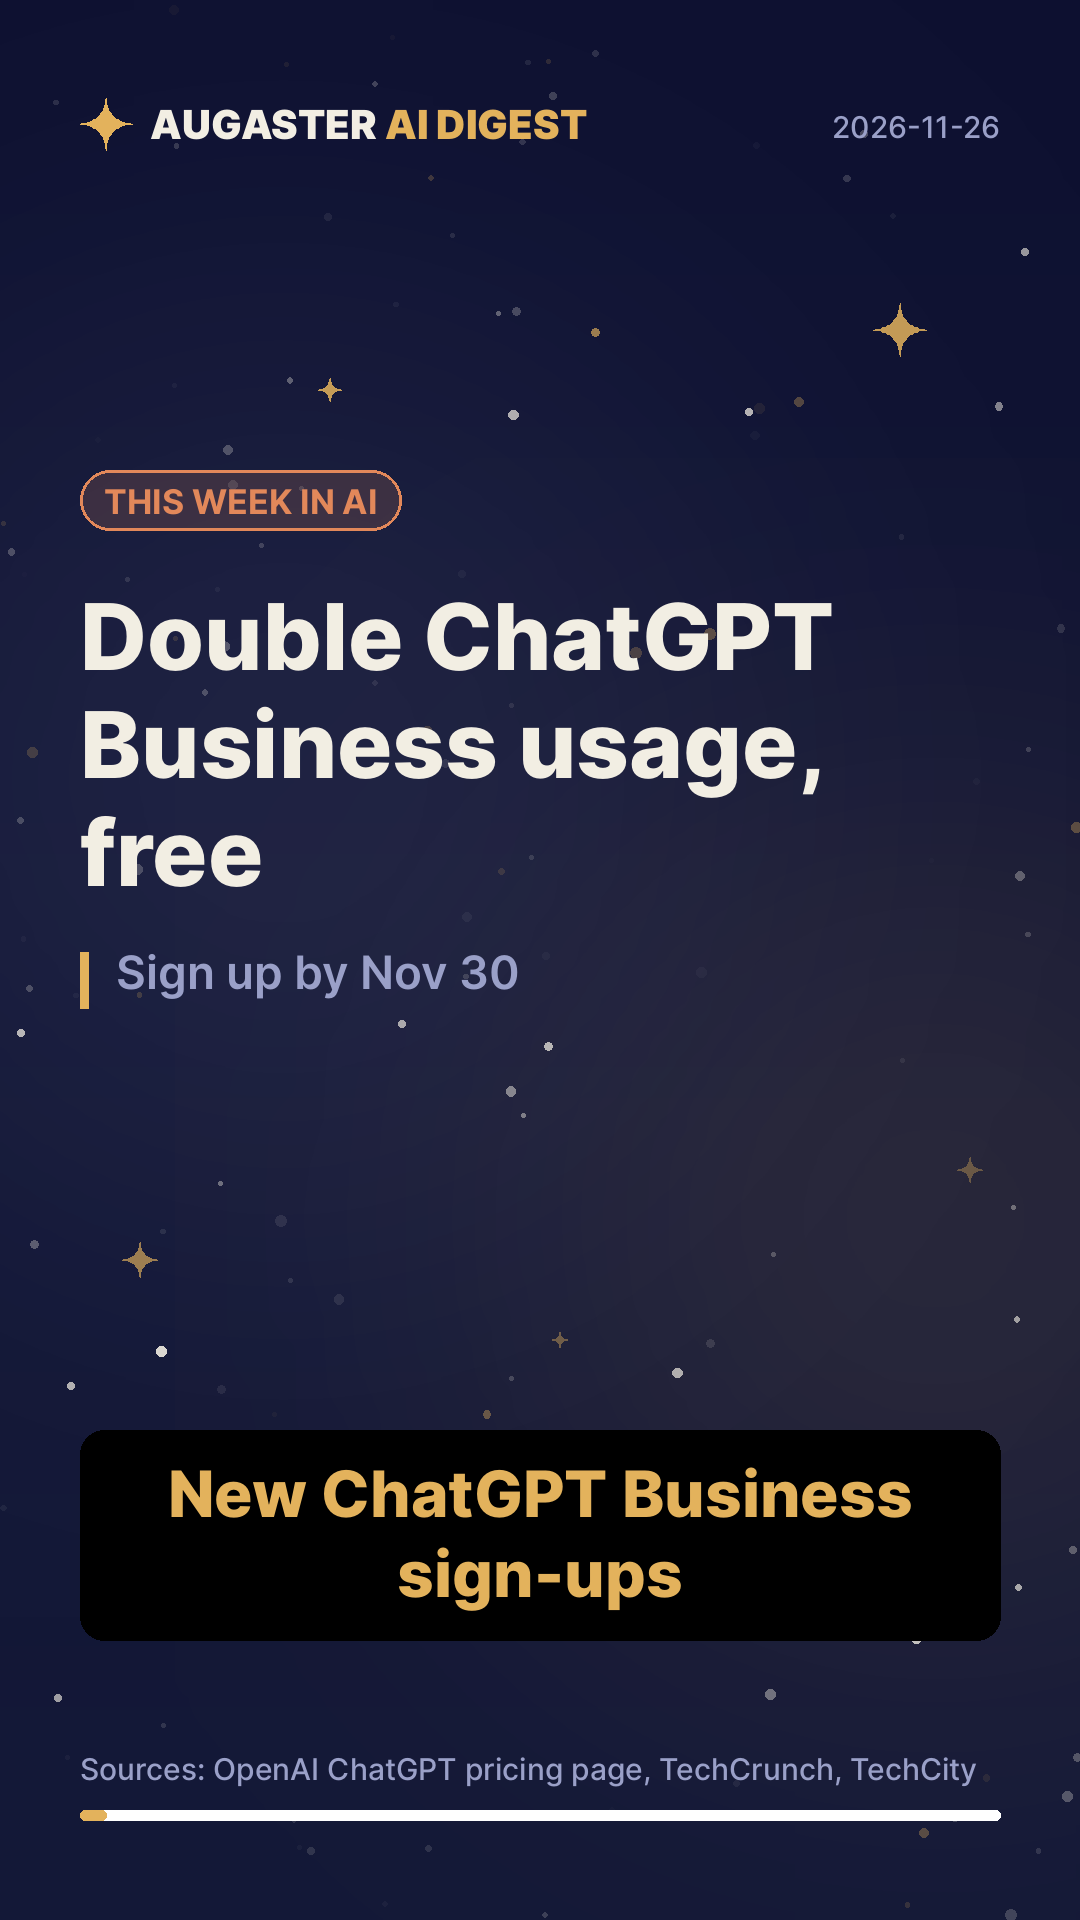 AUGASTER AI DIGEST
2026-11-26
THIS WEEK IN AI
Double ChatGPT
Business usage,
free
Sign up by Nov 30
New ChatGPT Business
sign-ups
Sources: OpenAI ChatGPT pricing page, TechCrunch, TechCity